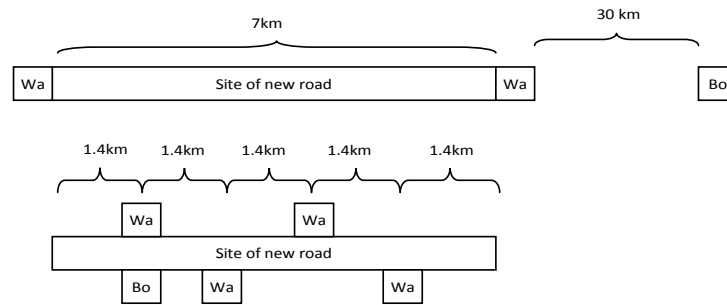 7km
30 km
Wa Site of new road Wa Bo
1.4km 1.4km 1.4km 1.4km 1.4km
Wa Wa
Site of new road
Bo Wa Wa